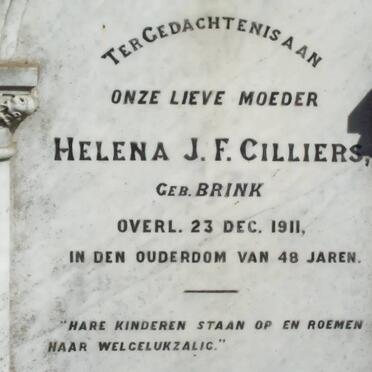 TER GEDACHTENIS AAN
ONZE LIEVE MOEDER
HELENA J. F. CILLIERS,
GEB. BRINK
OVERL. 23 DEC. 1911,
IN DEN OUDERDOM VAN 48 JAREN.
"HARE KINDEREN STAAN OP EN ROEMEN
HAAR WELGELUKZALIG."